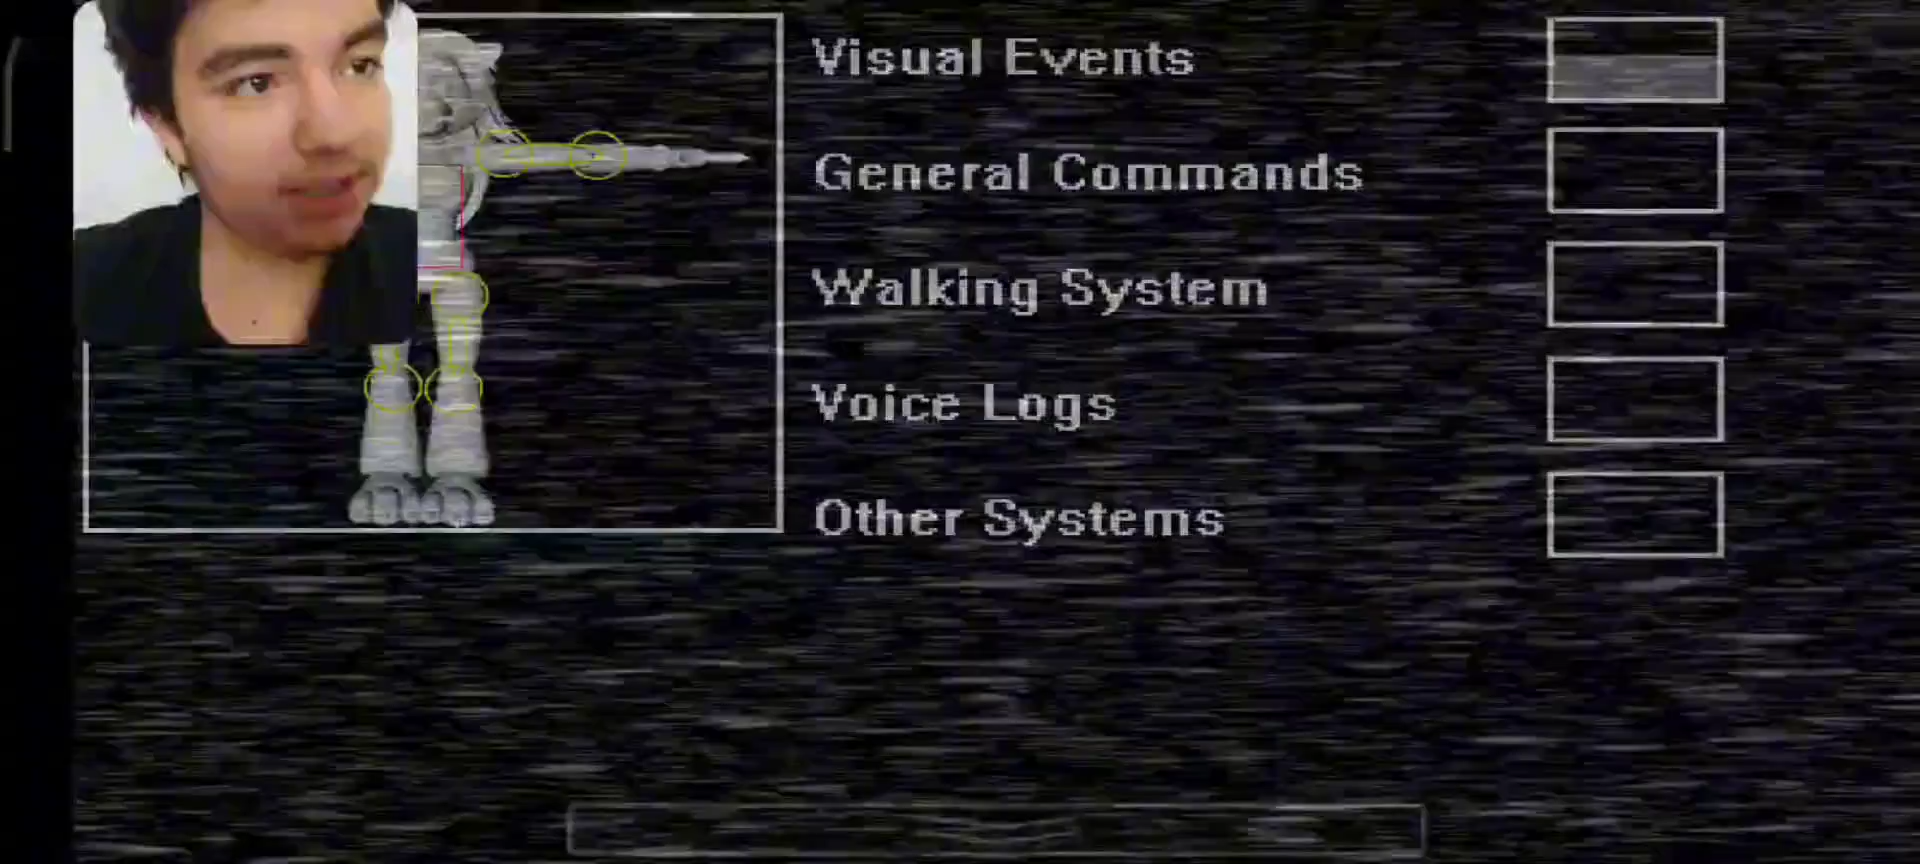 Visual Events
General Commands
Walking System
Voice Logs
Other Systems